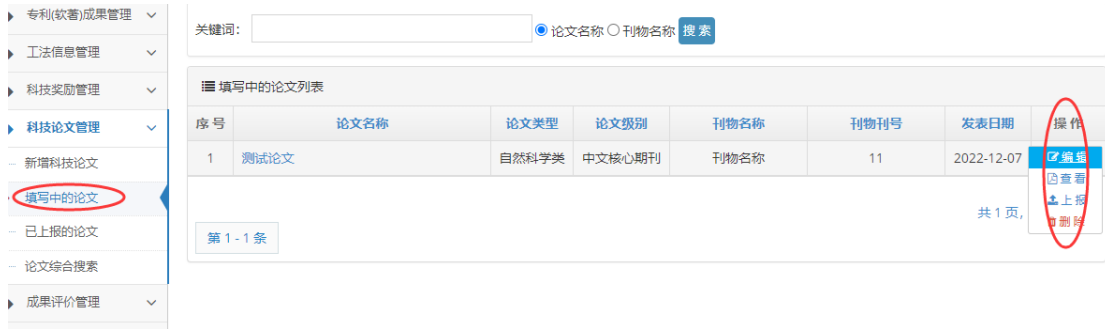 专利(软著)成果管理
工法信息管理
科技奖励管理
科技论文管理
新增科技论文
填写中的论文
已上报的论文
论文综合搜索
成果评价管理
关键词：
论文名称 刊物名称 搜索
填写中的论文列表
序号 论文名称 论文类型 论文级别 刊物名称 刊物刊号 发表日期 操作
1 测试论文 自然科学类 中文核心期刊 刊物名称 11 2022-12-07 编辑
查看
上报
删除
共 1 页,
第 1 - 1 条